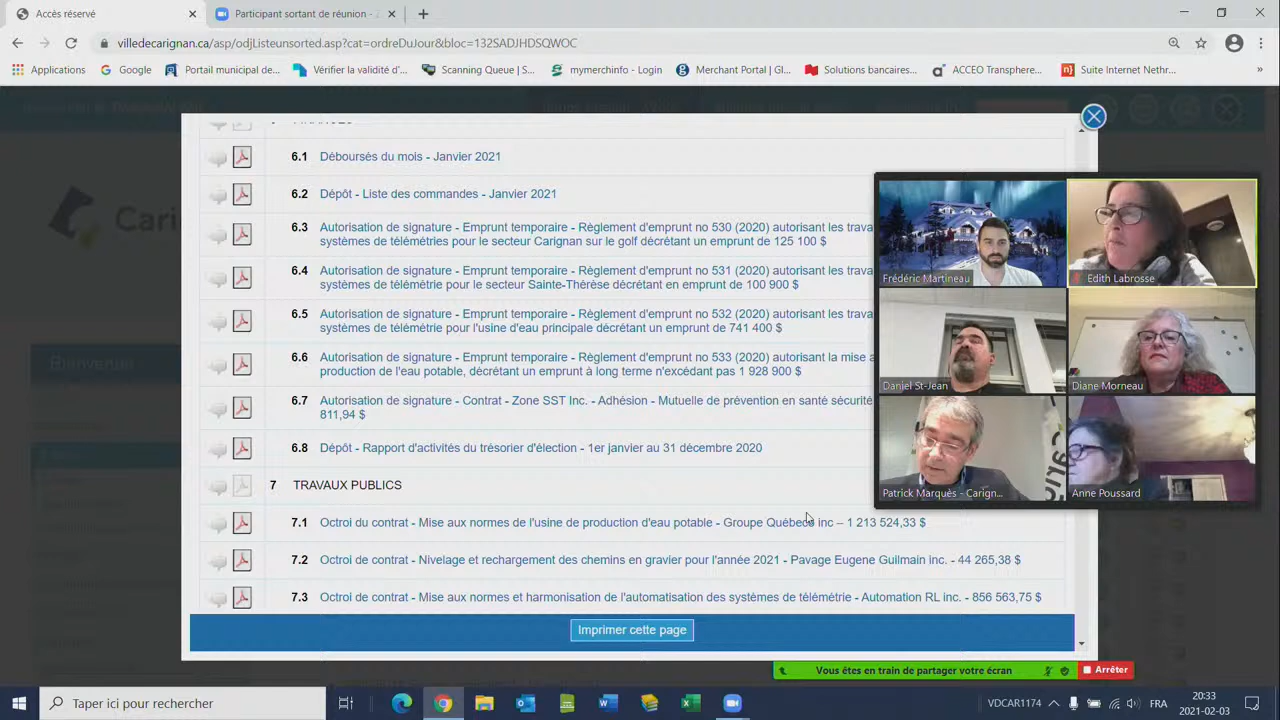 Accès réservé
Participant sortant de réunion - Z
villedecarignan.ca/asp/odjListeunsorted.asp?cat=ordreDuJour&bloc=132SADJHDSQWOC
Applications
Google
Portail municipal de...
Vérifier la validité d'...
Scanning Queue | S...
mymerchinfo - Login
Merchant Portal | Gl...
Solutions bancaires...
ACCEO Transphere...
Suite Internet Nethr...
»
6.1 Déboursés du mois - Janvier 2021
6.2 Dépôt - Liste des commandes - Janvier 2021
6.3 Autorisation de signature - Emprunt temporaire - Règlement d'emprunt no 530 (2020) autorisant les trava
systèmes de télémétries pour le secteur Carignan sur le golf décrétant un emprunt de 125 100 $
6.4 Autorisation de signature - Emprunt temporaire - Règlement d'emprunt no 531 (2020) autorisant les trava
systèmes de télémétrie pour le secteur Sainte-Thérèse décrétant en emprunt de 100 900 $
6.5 Autorisation de signature - Emprunt temporaire - Règlement d'emprunt no 532 (2020) autorisant les trava
systèmes de télémétrie pour l'usine d'eau principale décrétant un emprunt de 741 400 $
6.6 Autorisation de signature - Emprunt temporaire - Règlement d'emprunt no 533 (2020) autorisant la mise a
production de l'eau potable, décrétant un emprunt à long terme n'excédant pas 1 928 900 $
6.7 Autorisation de signature - Contrat - Zone SST Inc. - Adhésion - Mutuelle de prévention en santé sécurité
811,94 $
6.8 Dépôt - Rapport d'activités du trésorier d'élection - 1er janvier au 31 décembre 2020
7 TRAVAUX PUBLICS
7.1 Octroi du contrat - Mise aux normes de l'usine de production d'eau potable - Groupe Québeco inc – 1 213 524,33 $
7.2 Octroi de contrat - Nivelage et rechargement des chemins en gravier pour l'année 2021 - Pavage Eugene Guilmain inc. - 44 265,38 $
7.3 Octroi de contrat - Mise aux normes et harmonisation de l'automatisation des systèmes de télémétrie - Automation RL inc. - 856 563,75 $
Imprimer cette page
Bienvenue
Frédéric Martineau
Edith Labrosse
Daniel St-Jean
Diane Morneau
Patrick Marquès - Carign...
Anne Poussard
Vous êtes en train de partager votre écran
Arrêter
Taper ici pour rechercher
VDCAR1174
FRA
20:33
2021-02-03